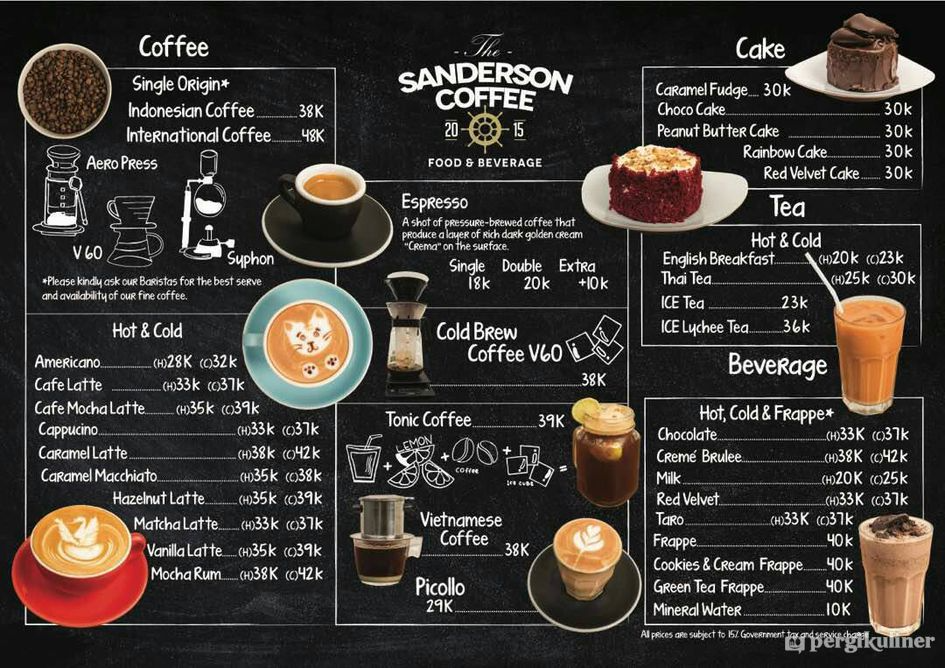 Coffee
Single Origin*
Indonesian Coffee 38K
International Coffee 48K
Aero Press
V60
Syphon
*Please kindly ask our Baristas for the best serve
and availability of our fine coffee.
Hot & Cold
Americano (H)28K (C)32K
Cafe Latte (H)33K (C)37K
Cafe Mocha Latte (H)35K (C)39K
Cappucino (H)33K (C)37K
Caramel Latte (H)38K (C)42K
Caramel Macchiato (H)35K (C)38K
Hazelnut Latte (H)35K (C)39K
Matcha Latte (H)33K (C)37K
Vanilla Latte (H)35K (C)39K
Mocha Rum (H)38K (C)42K
- The -
SANDERSON
COFFEE
20 15
FOOD & BEVERAGE
Espresso
A shot of pressure-brewed coffee that
produce a layer of rich dark golden cream
"Crema" on the surface.
Single Double Extra
18K 20K +10K
Cold Brew
Coffee V60
38K
Tonic Coffee 39K
LEMON
COFFEE
ICE CUBE
Vietnamese
Coffee 38K
Picollo
29K
Cake
Caramel Fudge 30K
Choco Cake 30K
Peanut Butter Cake 30K
Rainbow Cake 30K
Red Velvet Cake 30K
Tea
Hot & Cold
English Breakfast (H)20K (C)23K
Thai Tea (H)25K (C)30K
ICE Tea 23K
ICE Lychee Tea 36K
Beverage
Hot, Cold & Frappe*
Chocolate (H)33K (C)37K
Cremé Brulee (H)38K (C)42K
Milk (H)20K (C)25K
Red Velvet (H)33K (C)37K
Taro (H)33K (C)37K
Frappe 40K
Cookies & Cream Frappe 40K
Green Tea Frappe 40K
Mineral Water 10K
All prices are subject to 15% Government tax and service charge
pergikuliner